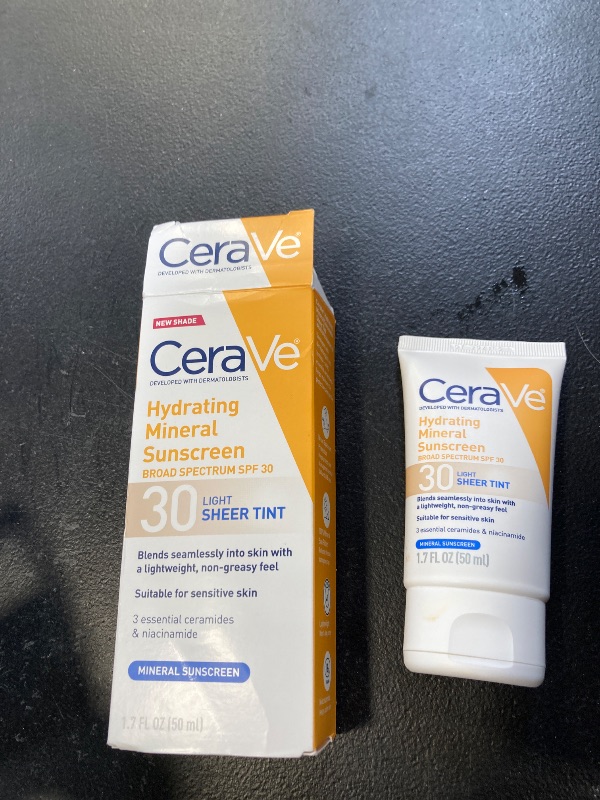 CeraVe®
DEVELOPED WITH DERMATOLOGISTS
NEW SHADE
CeraVe®
DEVELOPED WITH DERMATOLOGISTS
Hydrating
Mineral
Sunscreen
BROAD SPECTRUM SPF 30
30 LIGHT
SHEER TINT
Blends seamlessly into skin with
a lightweight, non-greasy feel
Suitable for sensitive skin
3 essential ceramides
& niacinamide
MINERAL SUNSCREEN
1.7 FL OZ (50 ml)
CeraVe®
DEVELOPED WITH DERMATOLOGISTS
Hydrating
Mineral
Sunscreen
BROAD SPECTRUM SPF 30
30 LIGHT
SHEER TINT
Blends seamlessly into skin with
a lightweight, non-greasy feel
Suitable for sensitive skin
3 essential ceramides & niacinamide
MINERAL SUNSCREEN
1.7 FL OZ (50 ml)